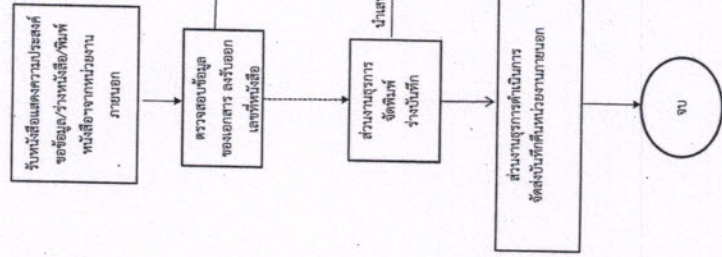 รับหนังสือแสดงความประสงค์
ขอข้อมูล/ร่างหนังสือ/พิมพ์
หนังสือจากหน่วยงาน
ภายนอก
ตรวจสอบข้อมูล
ของเอกสาร ลงรับออก
เลขที่หนังสือ
ส่วนงานธุรการ
จัดพิมพ์
ร่างบันทึก
นำเสน
ส่วนงานธุรการดำเนินการ
จัดส่งบันทึกคืนหน่วยงานภายนอก
จบ